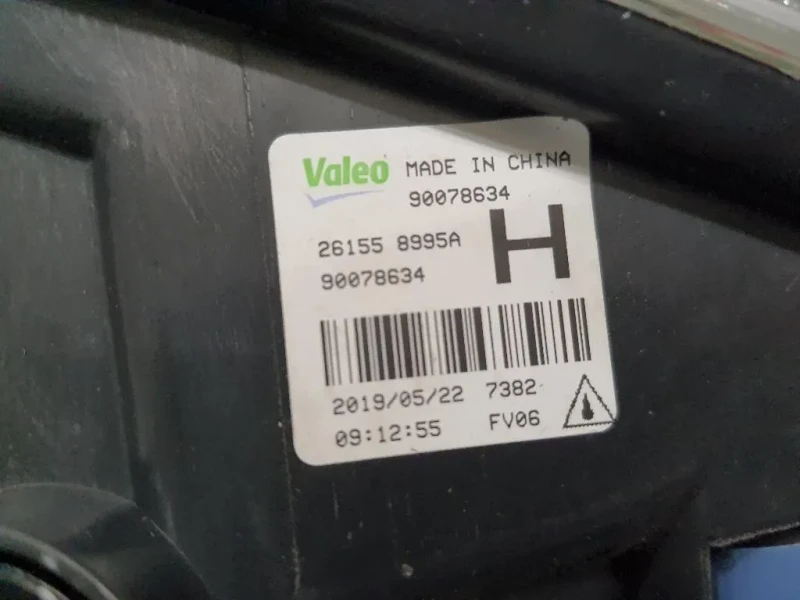 Valeo MADE IN CHINA
90078634
26155 8995A
H
90078634
2019/05/22 7382
09:12:55 FV06